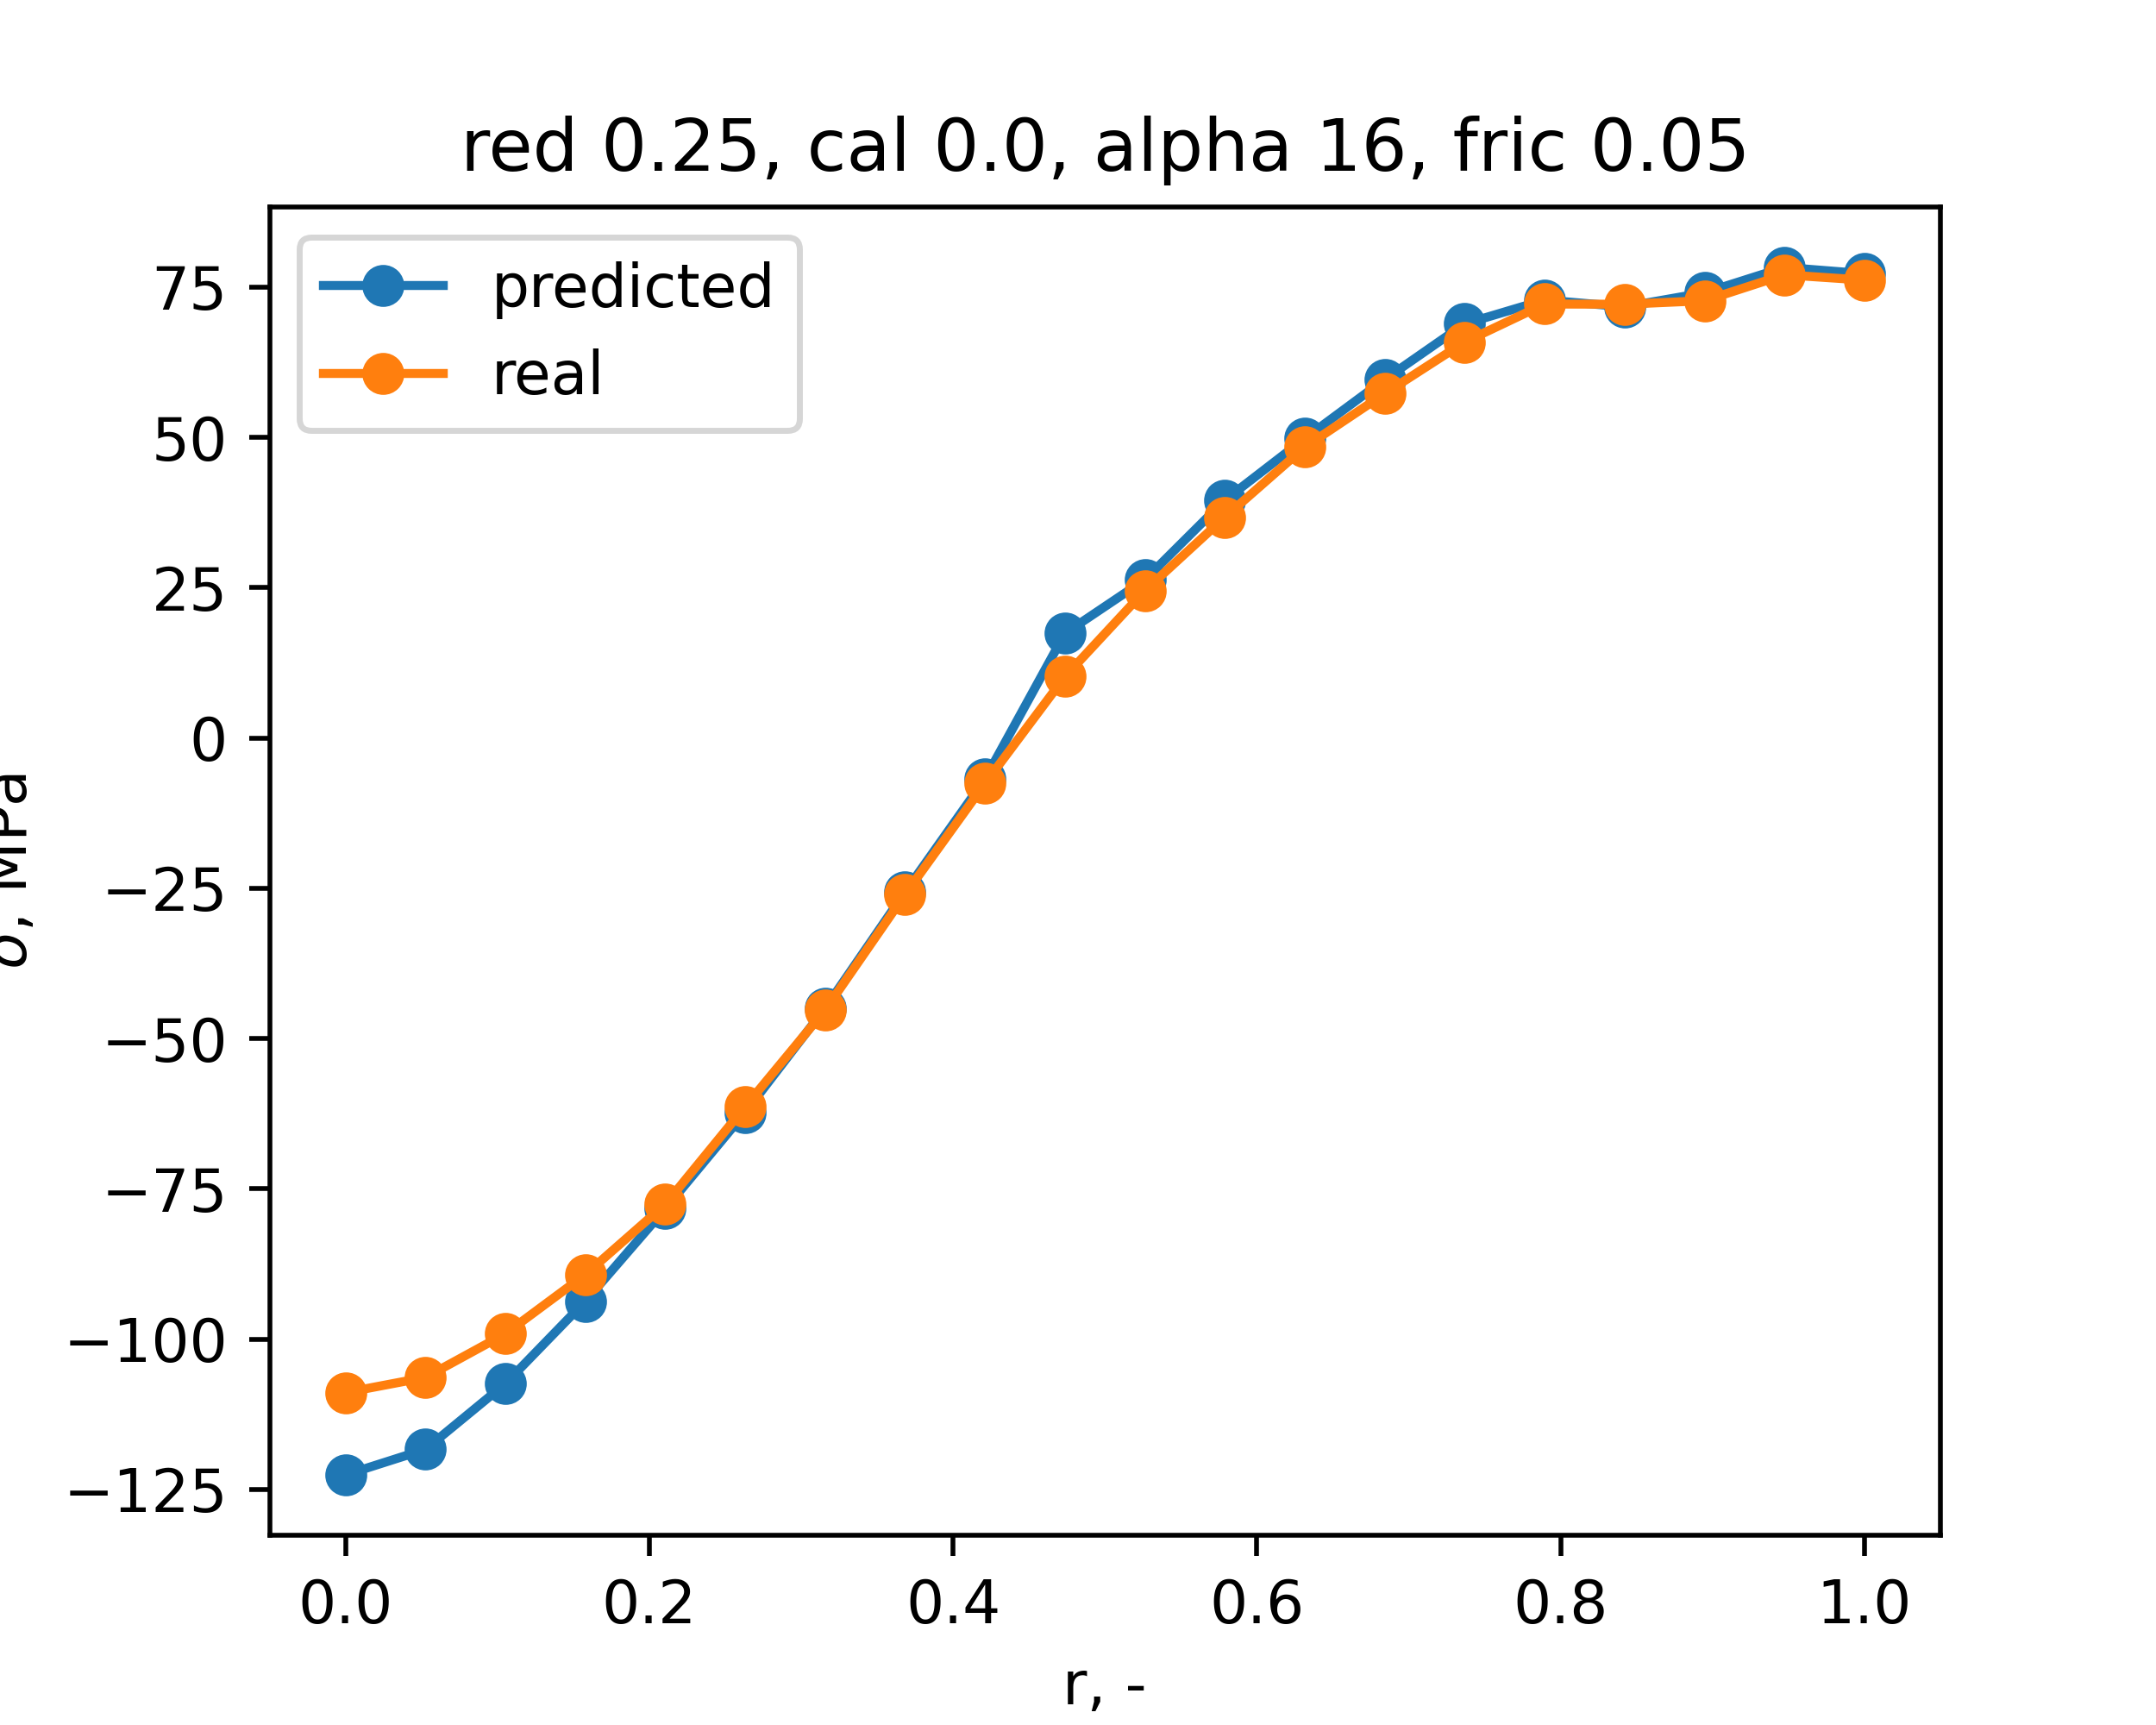 red 0.25, cal 0.0, alpha 16, fric 0.05
predicted
real
75
50
25
0
−25
−50
−75
−100
−125
σ, MPa
0.0 0.2 0.4 0.6 0.8 1.0
r, -